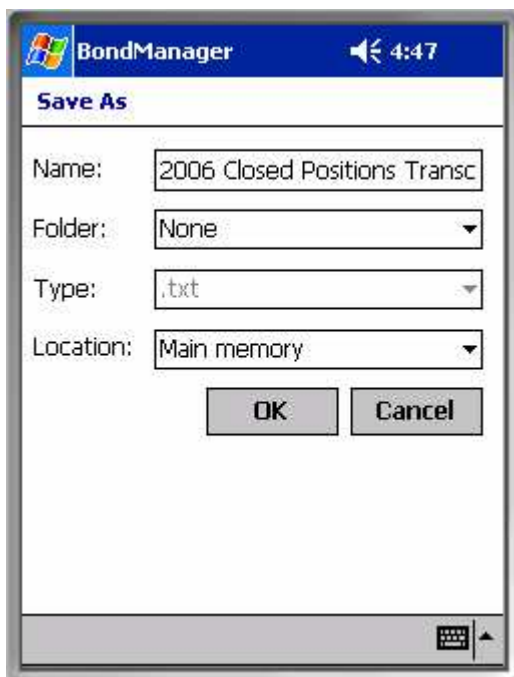 BondManager 4:47
Save As
Name: 2006 Closed Positions Transc
Folder: None
Type: .txt
Location: Main memory
OK Cancel